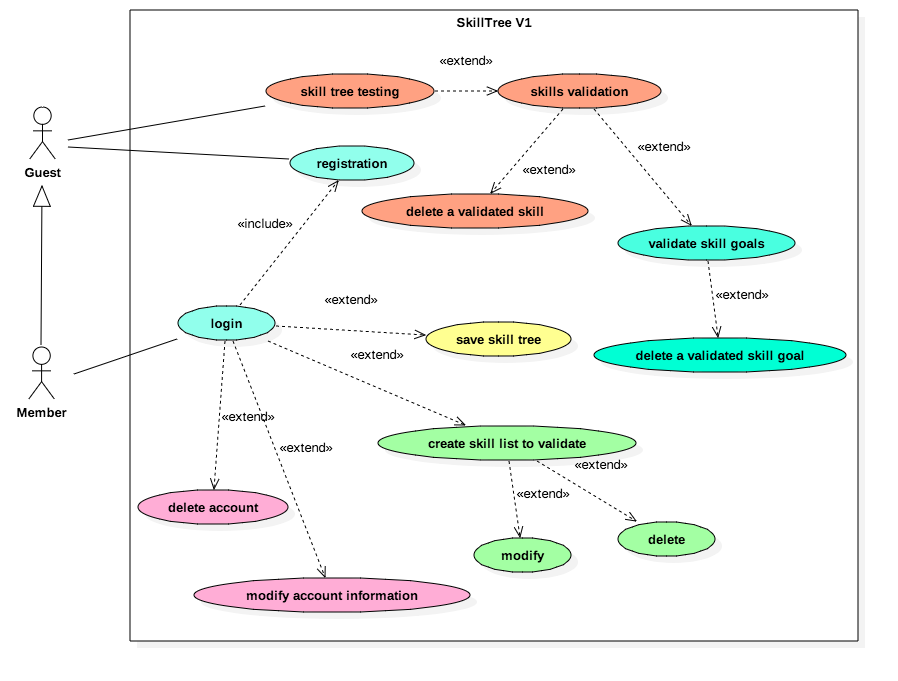 SkillTree V1
«extend»
skill tree testing
skills validation
Guest
registration
«extend»
«extend»
delete a validated skill
«include»
validate skill goals
«extend»
«extend»
login
save skill tree
delete a validated skill goal
«extend»
Member
«extend»
«extend»
create skill list to validate
«extend»
«extend»
delete account
modify
delete
modify account information